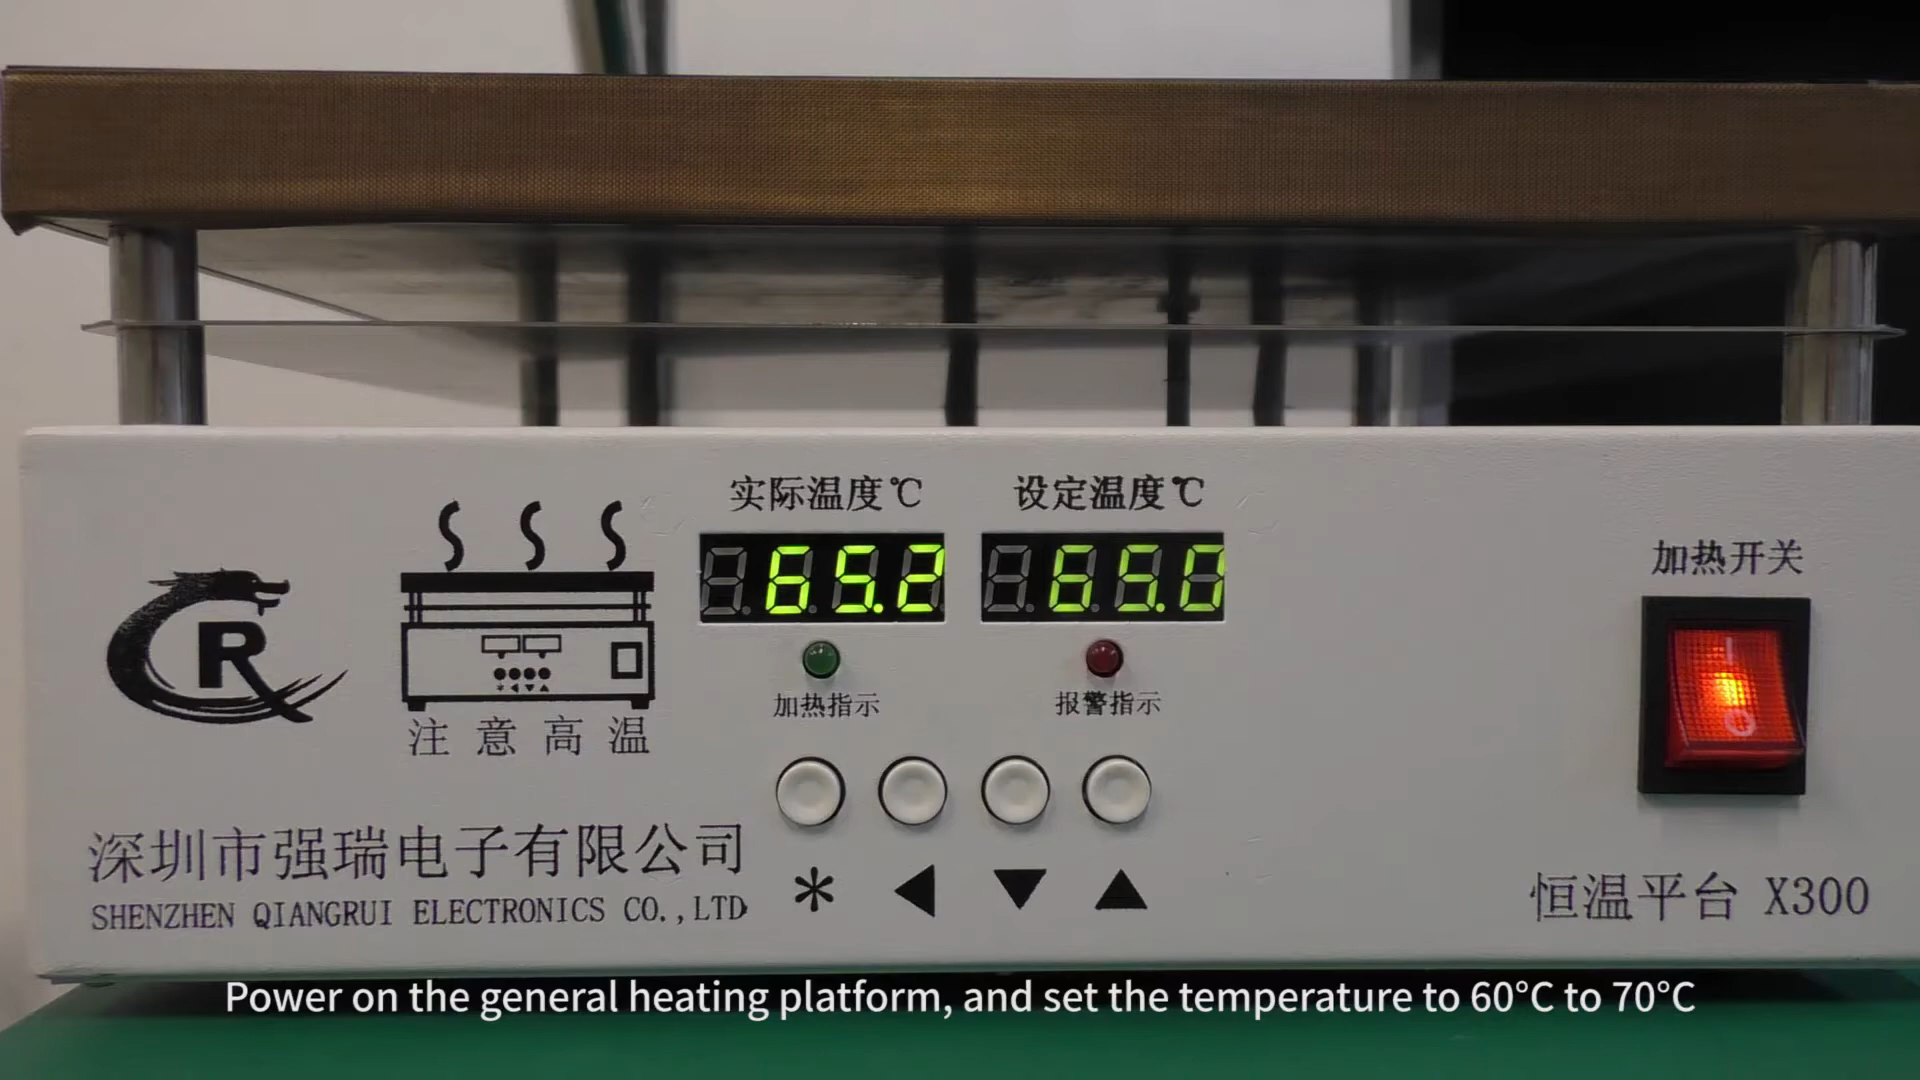 实际温度℃
设定温度℃
65.2
65.0
加热开关
加热指示
报警指示
R
注意高温
深圳市强瑞电子有限公司
SHENZHEN QIANGRUI ELECTRONICS CO.,LTD
恒温平台 X300
Power on the general heating platform, and set the temperature to 60°C to 70°C